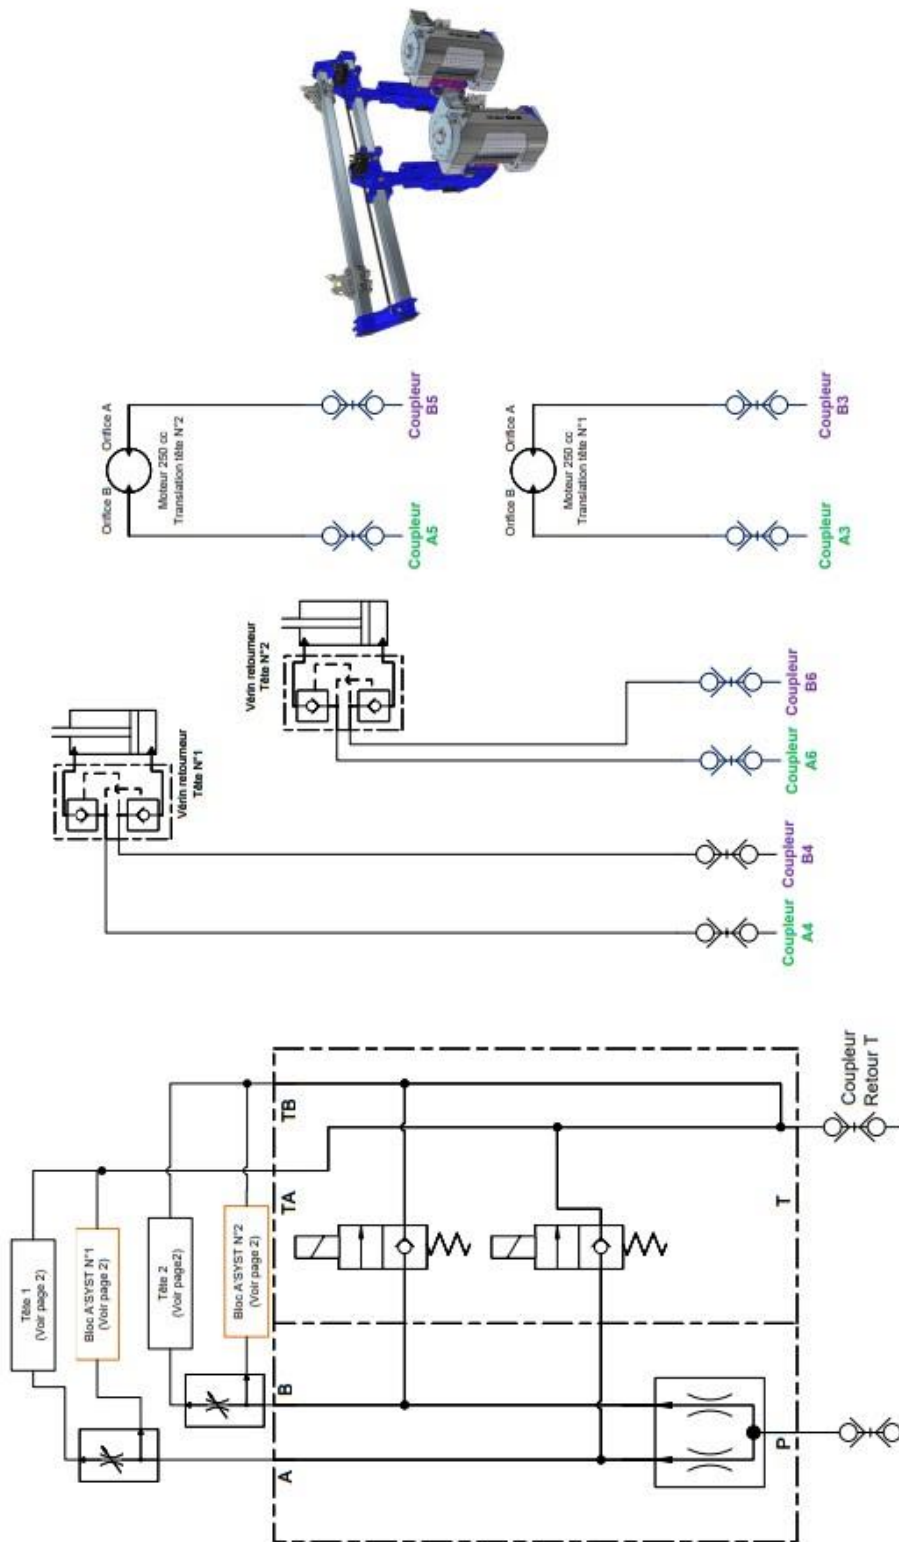 Orifice B
Orifice A
Moteur 250 cc
Translation tête N°2
Coupleur
A5
Coupleur
B5
Orifice B
Orifice A
Moteur 250 cc
Translation tête N°1
Coupleur
A3
Coupleur
B3
Vérin retourneur
Tête N°1
Vérin retourneur
Tête N°2
Coupleur
A4
Coupleur
B4
Coupleur
A6
Coupleur
B6
Tête 1
(Voir page 2)
Bloc A'SYST N°1
(Voir page 2)
Tête 2
(Voir page2)
Bloc A'SYST N°2
(Voir page 2)
A
B
TA
TB
P
T
Coupleur
Retour T